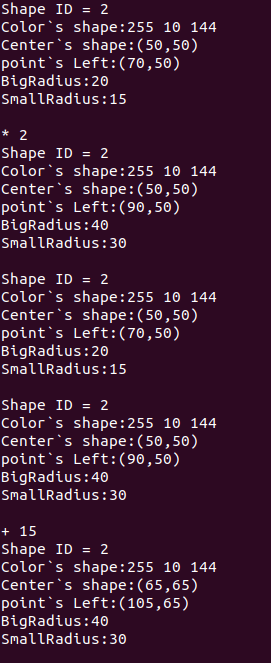 Shape ID = 2
Color`s shape:255 10 144
Center`s shape:(50,50)
point`s Left:(70,50)
BigRadius:20
SmallRadius:15
* 2
Shape ID = 2
Color`s shape:255 10 144
Center`s shape:(50,50)
point`s Left:(90,50)
BigRadius:40
SmallRadius:30
Shape ID = 2
Color`s shape:255 10 144
Center`s shape:(50,50)
point`s Left:(70,50)
BigRadius:20
SmallRadius:15
Shape ID = 2
Color`s shape:255 10 144
Center`s shape:(50,50)
point`s Left:(90,50)
BigRadius:40
SmallRadius:30
+ 15
Shape ID = 2
Color`s shape:255 10 144
Center`s shape:(65,65)
point`s Left:(105,65)
BigRadius:40
SmallRadius:30